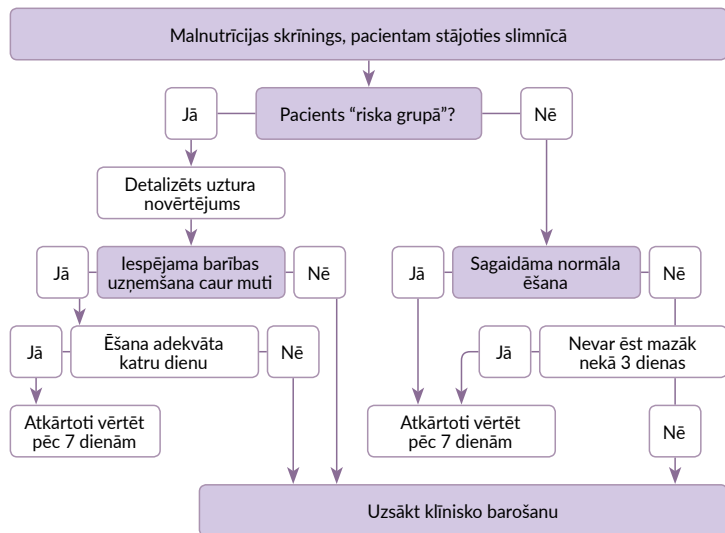 Malnutrīcijas skrīnings, pacientam stājoties slimnīcā
Jā
Pacients “riska grupā”?
Nē
Detalizēts uztura
novērtējums
Jā
Iespējama barības
uzņemšana caur muti
Nē
Jā
Sagaidāma normāla
ēšana
Nē
Jā
Ēšana adekvāta
katru dienu
Nē
Jā
Nevar ēst mazāk
nekā 3 dienas
Atkārtoti vērtēt
pēc 7 dienām
Atkārtoti vērtēt
pēc 7 dienām
Nē
Uzsākt klīnisko barošanu